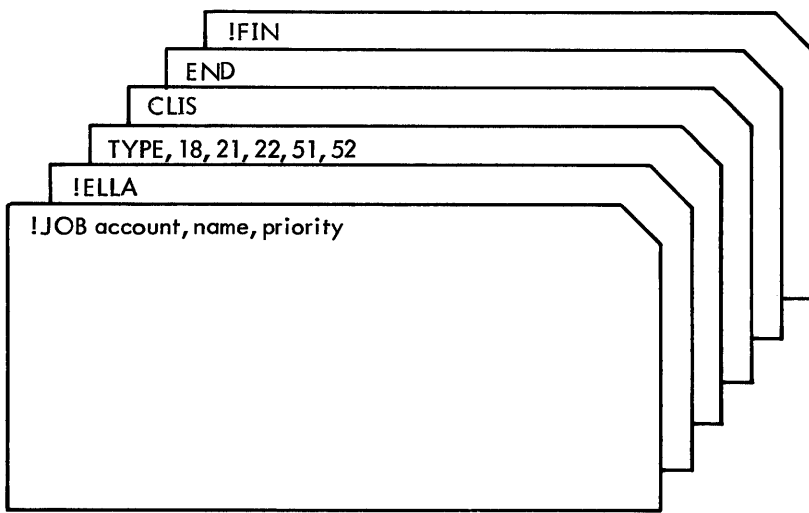 !FIN
END
CLIS
TYPE, 18, 21, 22, 51, 52
!ELLA
!JOB account, name, priority